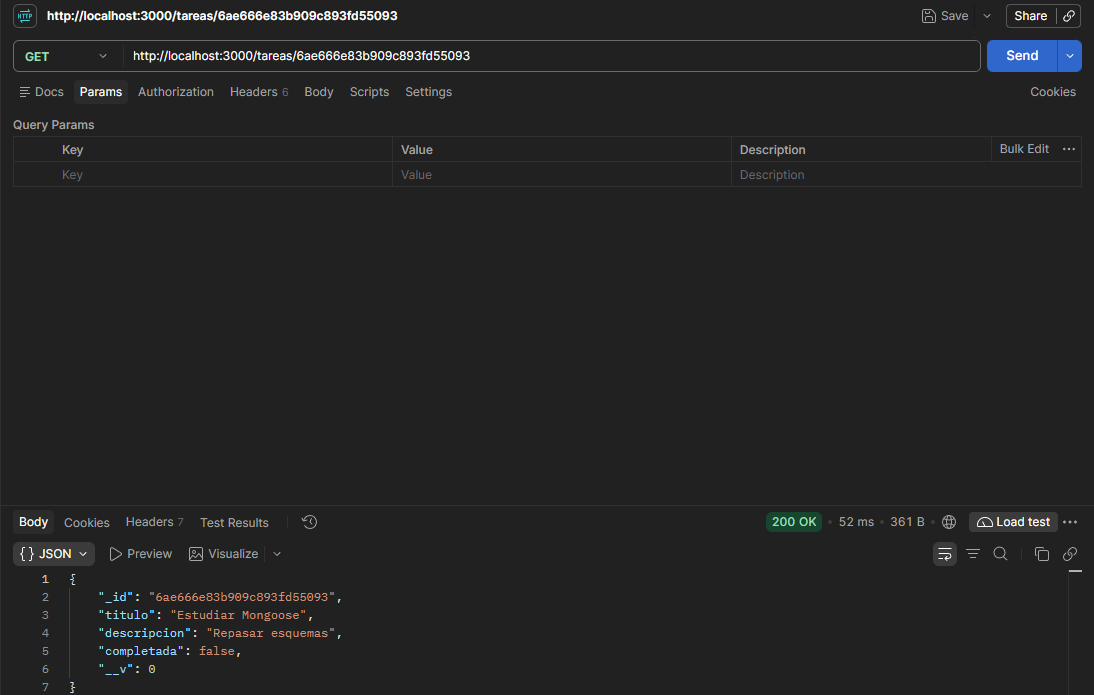 HTTP http://localhost:3000/tareas/6ae666e83b909c893fd55093 Save Share
GET http://localhost:3000/tareas/6ae666e83b909c893fd55093 Send
Docs Params Authorization Headers 6 Body Scripts Settings Cookies
Query Params
Key Value Description Bulk Edit
Key Value Description
Body Cookies Headers 7 Test Results 200 OK 52 ms 361 B Load test
{} JSON Preview Visualize
1 {
2 "_id": "6ae666e83b909c893fd55093",
3 "titulo": "Estudiar Mongoose",
4 "descripcion": "Repasar esquemas",
5 "completada": false,
6 "__v": 0
7 }